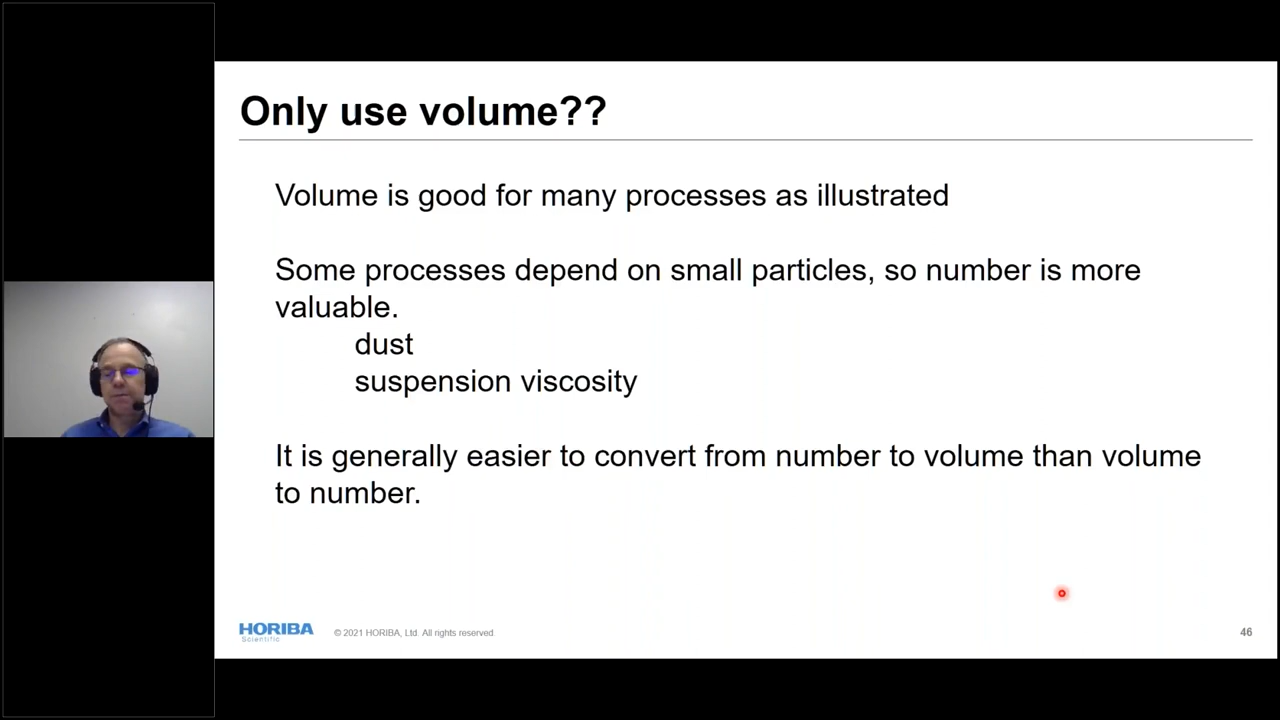 Only use volume??
Volume is good for many processes as illustrated
Some processes depend on small particles, so number is more
valuable.
dust
suspension viscosity
It is generally easier to convert from number to volume than volume
to number.
HORIBA
Scientific
© 2021 HORIBA, Ltd. All rights reserved
46